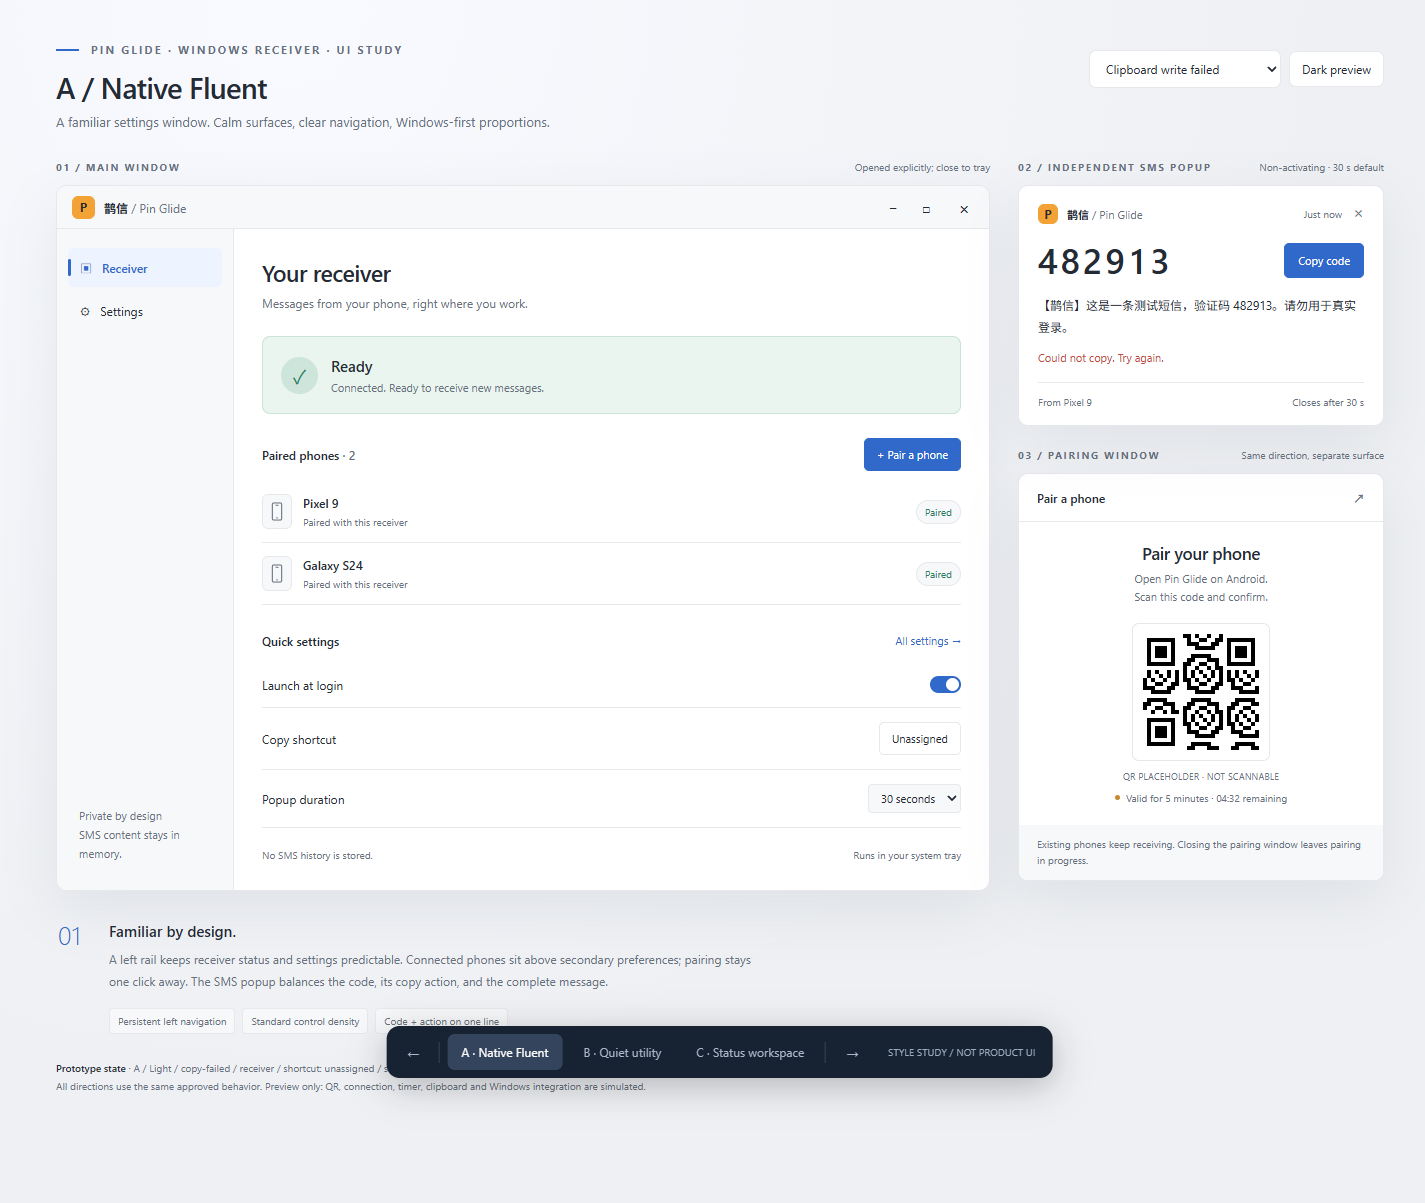 PIN GLIDE · WINDOWS RECEIVER · UI STUDY
A / Native Fluent
A familiar settings window. Calm surfaces, clear navigation, Windows-first proportions.
Clipboard write failed
Dark preview
01 / MAIN WINDOW
Opened explicitly; close to tray
P
鹊信 / Pin Glide
Receiver
Settings
Private by design
SMS content stays in
memory.
Your receiver
Messages from your phone, right where you work.
Ready
Connected. Ready to receive new messages.
Paired phones · 2
+ Pair a phone
Pixel 9
Paired with this receiver
Paired
Galaxy S24
Paired with this receiver
Paired
Quick settings
All settings →
Launch at login
Copy shortcut
Unassigned
Popup duration
30 seconds
No SMS history is stored.
Runs in your system tray
02 / INDEPENDENT SMS POPUP
Non-activating · 30 s default
P
鹊信 / Pin Glide
Just now
482913
Copy code
【鹊信】这是一条测试短信，验证码 482913。请勿用于真实
登录。
Could not copy. Try again.
From Pixel 9
Closes after 30 s
03 / PAIRING WINDOW
Same direction, separate surface
Pair a phone
Pair your phone
Open Pin Glide on Android.
Scan this code and confirm.
QR PLACEHOLDER · NOT SCANNABLE
Valid for 5 minutes · 04:32 remaining
Existing phones keep receiving. Closing the pairing window leaves pairing
in progress.
01
Familiar by design.
A left rail keeps receiver status and settings predictable. Connected phones sit above secondary preferences; pairing stays
one click away. The SMS popup balances the code, its copy action, and the complete message.
Persistent left navigation
Standard control density
Code + action on one line
Prototype state · A / Light / copy-failed / receiver / shortcut: unassigned /
All directions use the same approved behavior. Preview only: QR, connection, timer, clipboard and Windows integration are simulated.
←
A · Native Fluent
B · Quiet utility
C · Status workspace
→
STYLE STUDY / NOT PRODUCT UI